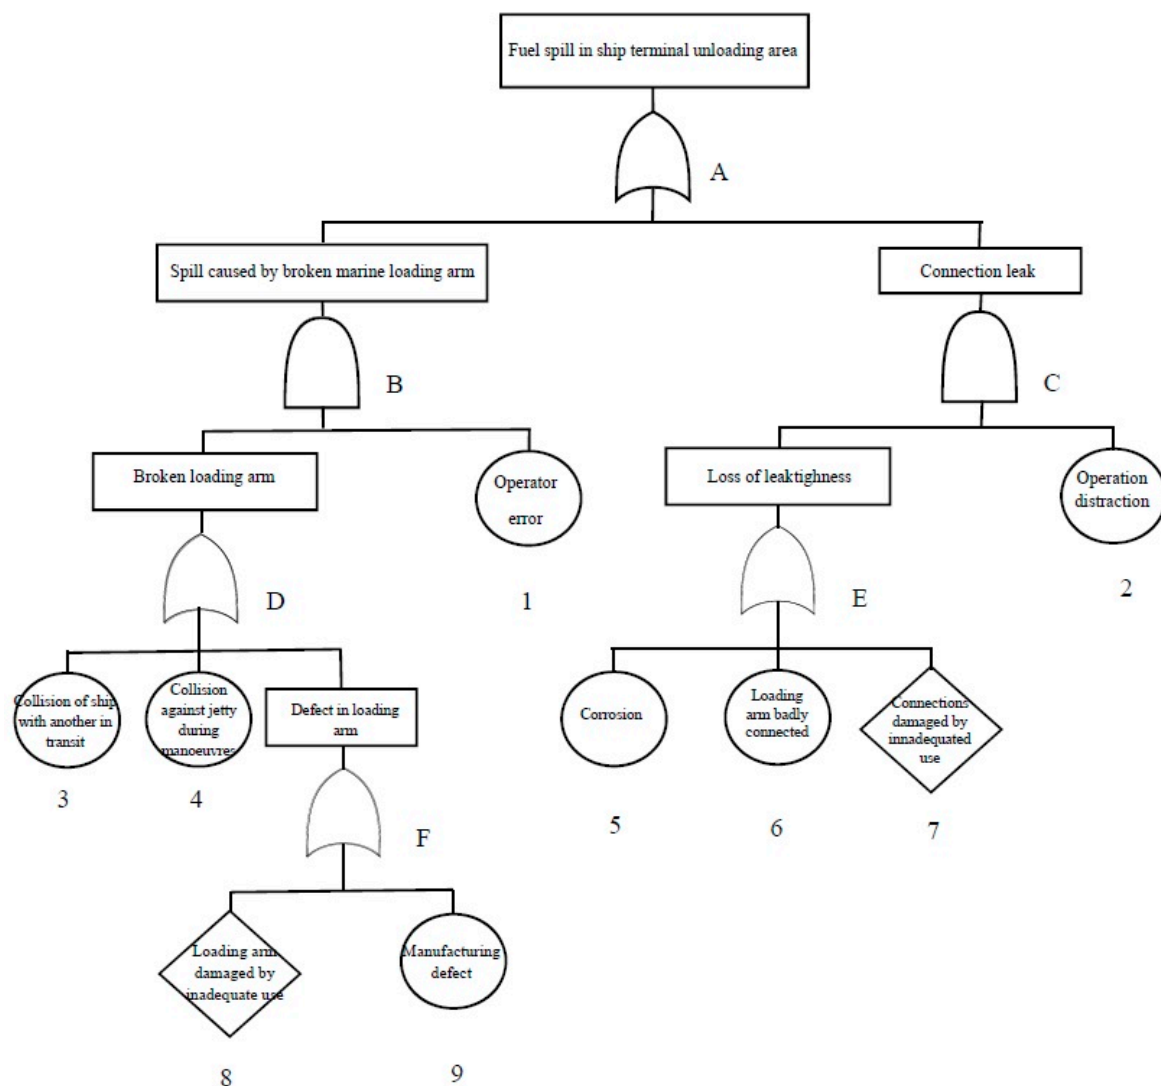 Fuel spill in ship terminal unloading area
A
Spill caused by broken marine loading arm
Connection leak
B
C
Broken loading arm
Operator
error
Loss of leaktighness
Operation
distraction
D
1
E
2
Collision of ship
with another in
transit
Collision
against jetty
during
manoeuvres
Defect in loading
arm
Corrosion
Loading
arm badly
connected
Connections
damaged by
innadequated
use
3
4
F
5
6
7
Loading arm
damaged by
inadequate use
Manufacturing
defect
8
9